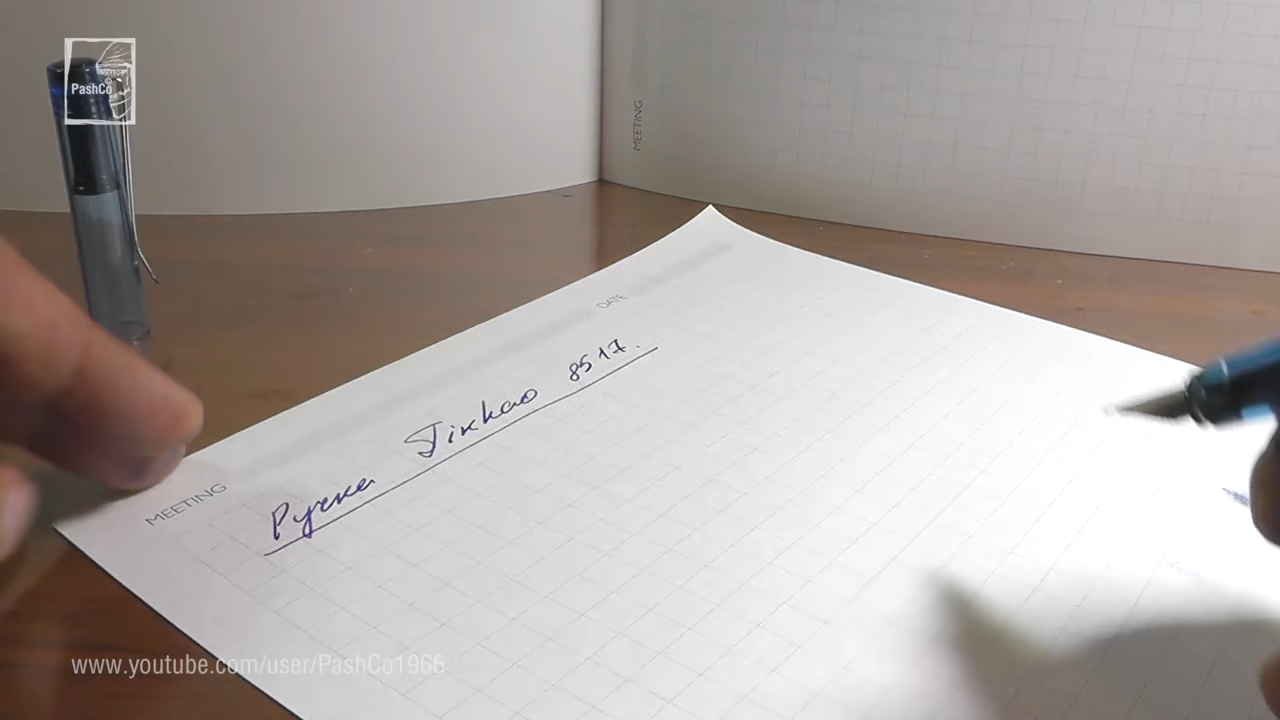 PashCo
MEETING
DATE
MEETING
Ручка Jinhao 8517.
www.youtube.com/user/PashCo1966